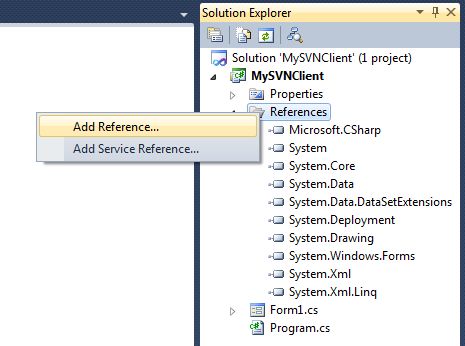 Solution Explorer
Solution 'MySVNClient' (1 project)
MySVNClient
Properties
References
Add Reference...
Add Service Reference...
Microsoft.CSharp
System
System.Core
System.Data
System.Data.DataSetExtensions
System.Deployment
System.Drawing
System.Windows.Forms
System.Xml
System.Xml.Linq
Form1.cs
Program.cs